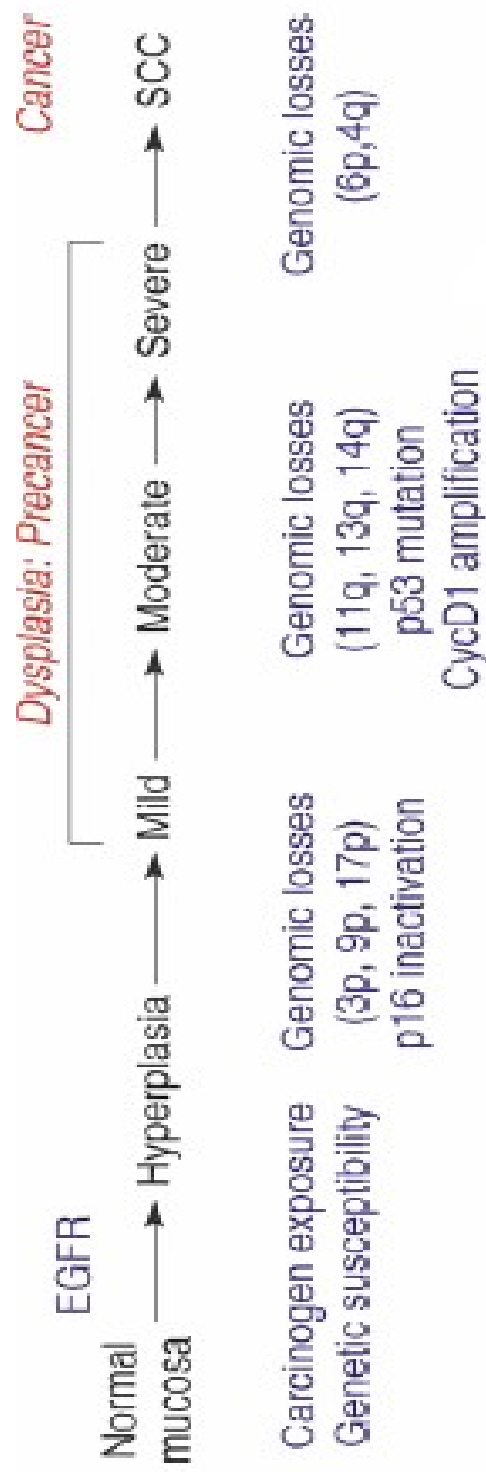 Dysplasia: Precancer
Cancer
EGFR
Normal
mucosa
Hyperplasia
Mild
Moderate
Severe
SCC
Carcinogen exposure
Genetic susceptibility
Genomic losses
(3p, 9p, 17p)
p16 inactivation
Genomic losses
(11q, 13q, 14q)
p53 mutation
CycD1 amplification
Genomic losses
(6p,4q)